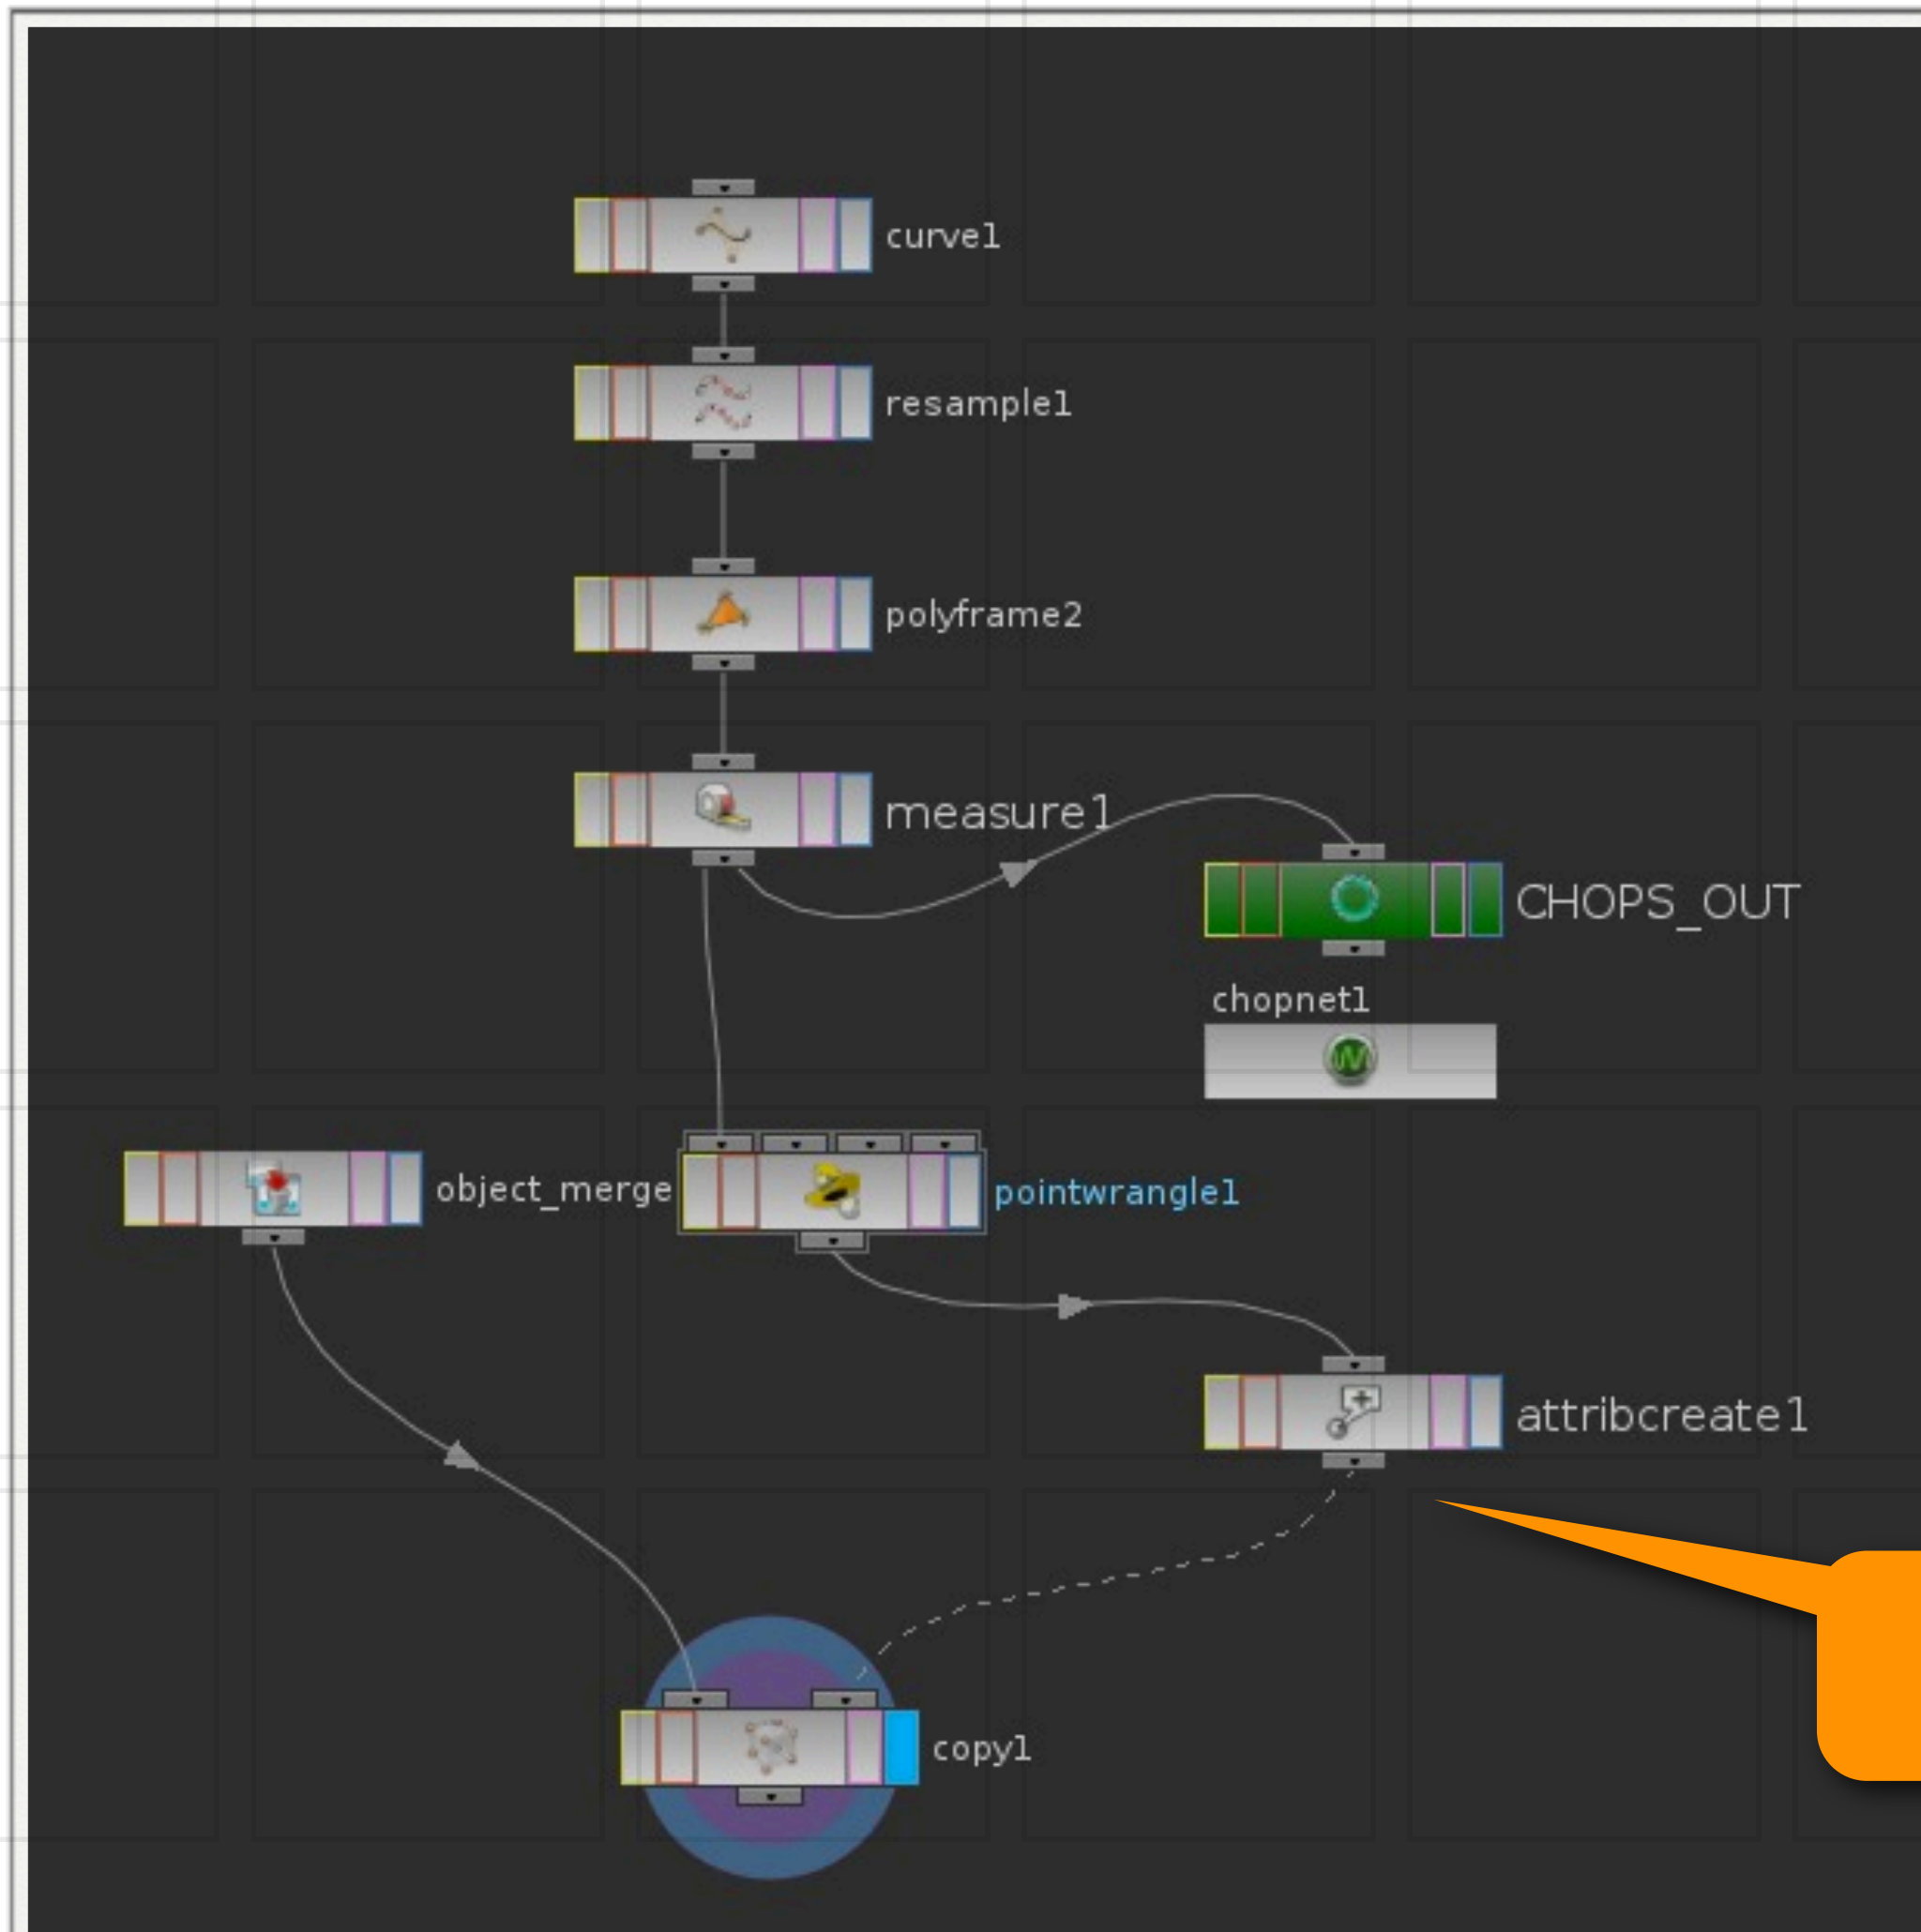 curve1
resample1
polyframe2
measure1
CHOPS_OUT
chopnet1
object_merge
pointwrangle1
attribcreate1
copy1